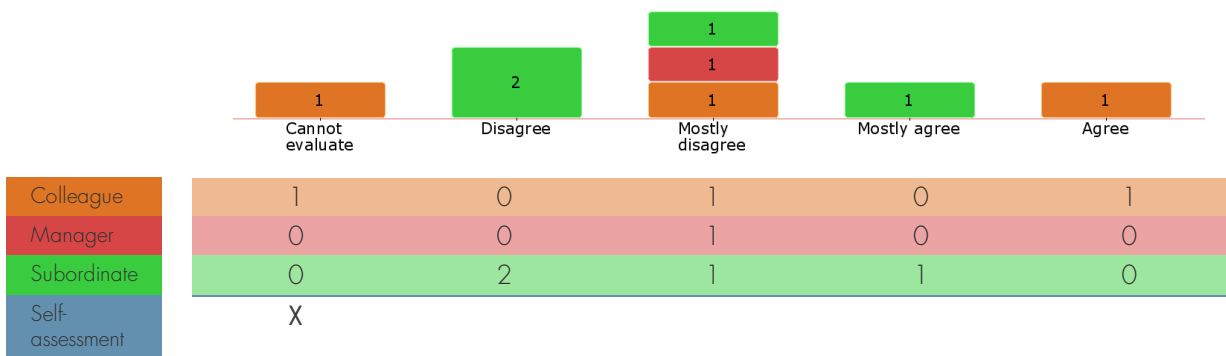 1
1
2
1
1
1
1
Cannot
evaluate
Disagree
Mostly
disagree
Mostly agree
Agree
Colleague 1 0 1 0 1
Manager 0 0 1 0 0
Subordinate 0 2 1 1 0
Self-
assessment
X